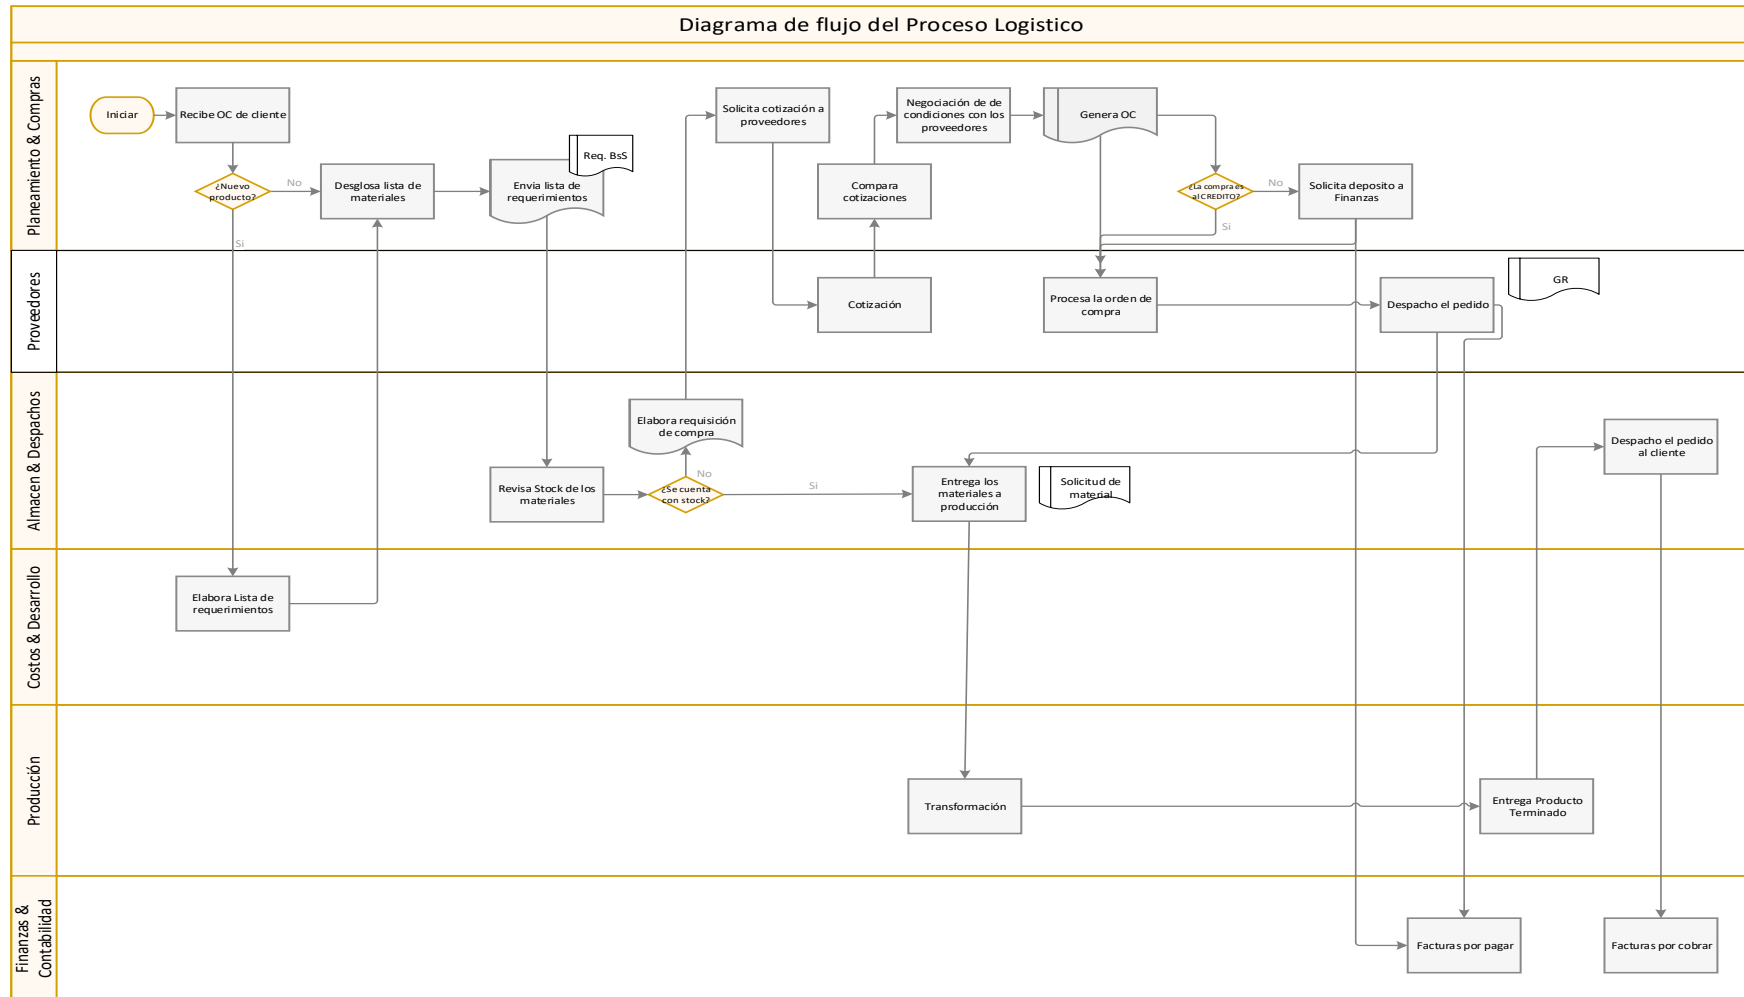 Diagrama de flujo del Proceso Logistico
Planeamiento & Compras
Iniciar
Recibe OC de cliente
¿Nuevo
producto?
No
Si
Desglosa lista de
materiales
Req. BsS
Envia lista de
requerimientos
Solicita cotización a
proveedores
Compara
cotizaciones
Negociación de de
condiciones con los
proveedores
Genera OC
¿La compra es
al CREDITO?
No
Si
Solicita deposito a
Finanzas
Proveedores
Cotización
Procesa la orden de
compra
Despacho el pedido
GR
Almacen & Despachos
Revisa Stock de los
materiales
¿Se cuenta
con stock?
No
Si
Elabora requisición
de compra
Entrega los
materiales a
producción
Solicitud de
material
Despacho el pedido
al cliente
Costos & Desarrollo
Elabora Lista de
requerimientos
Producción
Transformación
Entrega Producto
Terminado
Finanzas &
Contabilidad
Facturas por pagar
Facturas por cobrar